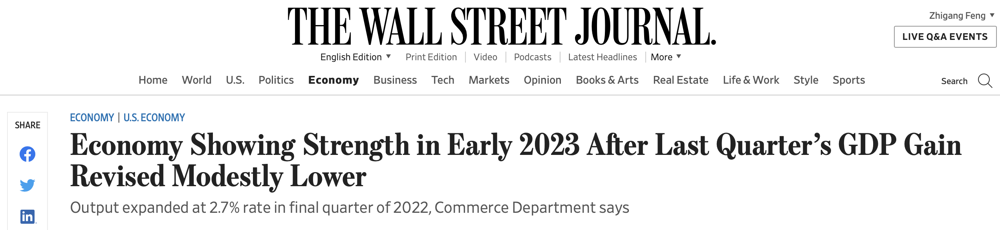 THE WALL STREET JOURNAL.
Zhigang Feng
LIVE Q&A EVENTS
English Edition Print Edition Video Podcasts Latest Headlines More
Home World U.S. Politics Economy Business Tech Markets Opinion Books & Arts Real Estate Life & Work Style Sports Search
SHARE
ECONOMY | U.S. ECONOMY
Economy Showing Strength in Early 2023 After Last Quarter’s GDP Gain
Revised Modestly Lower
Output expanded at 2.7% rate in final quarter of 2022, Commerce Department says
in